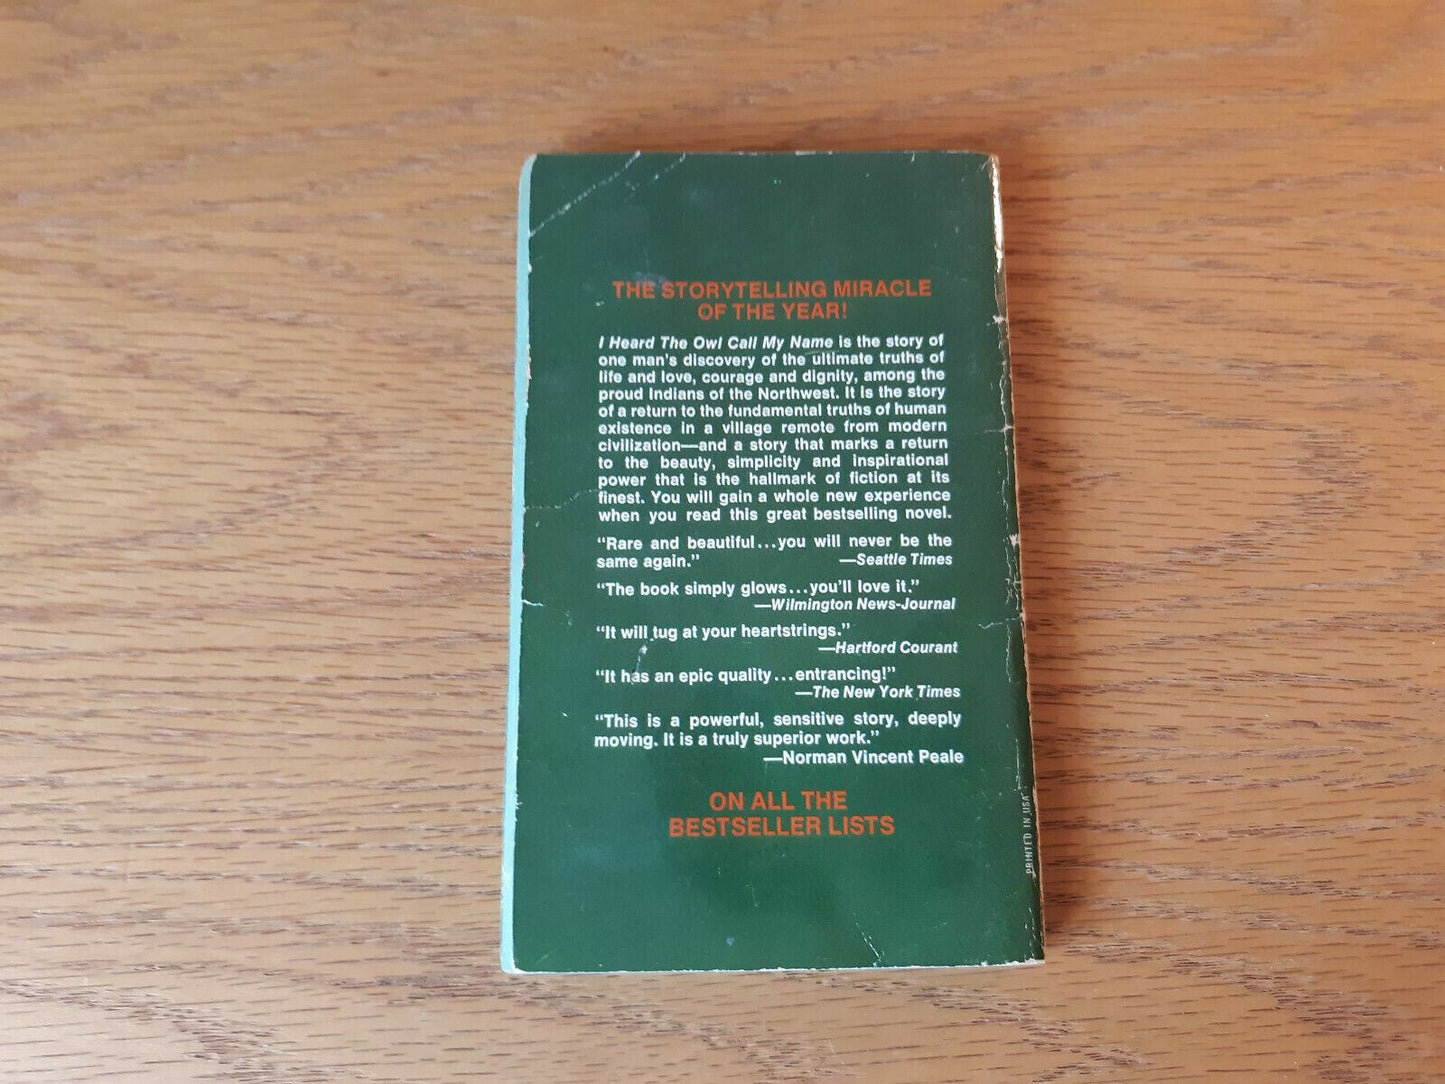 THE STORYTELLING MIRACLE
OF THE YEAR!
I Heard The Owl Call My Name is the story of
one man's discovery of the ultimate truths of
life and love, courage and dignity, among the
proud Indians of the Northwest. It is the story
of a return to the fundamental truths of human
existence in a village remote from modern
civilization—and a story that marks a return
to the beauty, simplicity and inspirational
power that is the hallmark of fiction at its
finest. You will gain a whole new experience
when you read this great bestselling novel.
"Rare and beautiful...you will never be the
same again." —Seattle Times
"The book simply glows...you'll love it."
—Wilmington News-Journal
"It will tug at your heartstrings."
—Hartford Courant
"It has an epic quality...entrancing!"
—The New York Times
"This is a powerful, sensitive story, deeply
moving. It is a truly superior work."
—Norman Vincent Peale
ON ALL THE
BESTSELLER LISTS
PRINTED IN USA